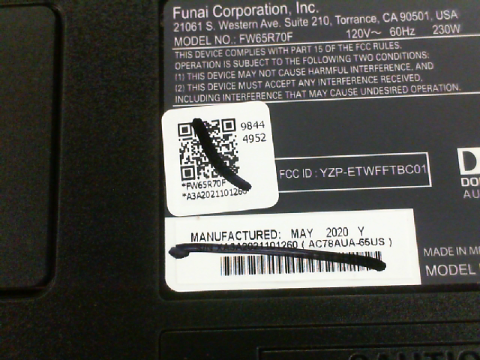 Funai Corporation, Inc.
21061 S. Western Ave. Suite 210, Torrance, CA 90501, USA
MODEL NO.: FW65R70F 120V~ 60Hz 230W
THIS DEVICE COMPLIES WITH PART 15 OF THE FCC RULES.
OPERATION IS SUBJECT TO THE FOLLOWING TWO CONDITIONS:
(1) THIS DEVICE MAY NOT CAUSE HARMFUL INTERFERENCE, AND
(2) THIS DEVICE MUST ACCEPT ANY INTERFERENCE RECEIVED,
INCLUDING INTERFERENCE THAT MAY CAUSE UNDESIRED OPERATION.
9844
4952
*FW65R70F
*A3A2021101260
FCC ID : YZP-ETWFFTBC01
MANUFACTURED: MAY 2020 Y
A3A2021101260 ( AC78AUA-65US )
MADE IN
MODEL